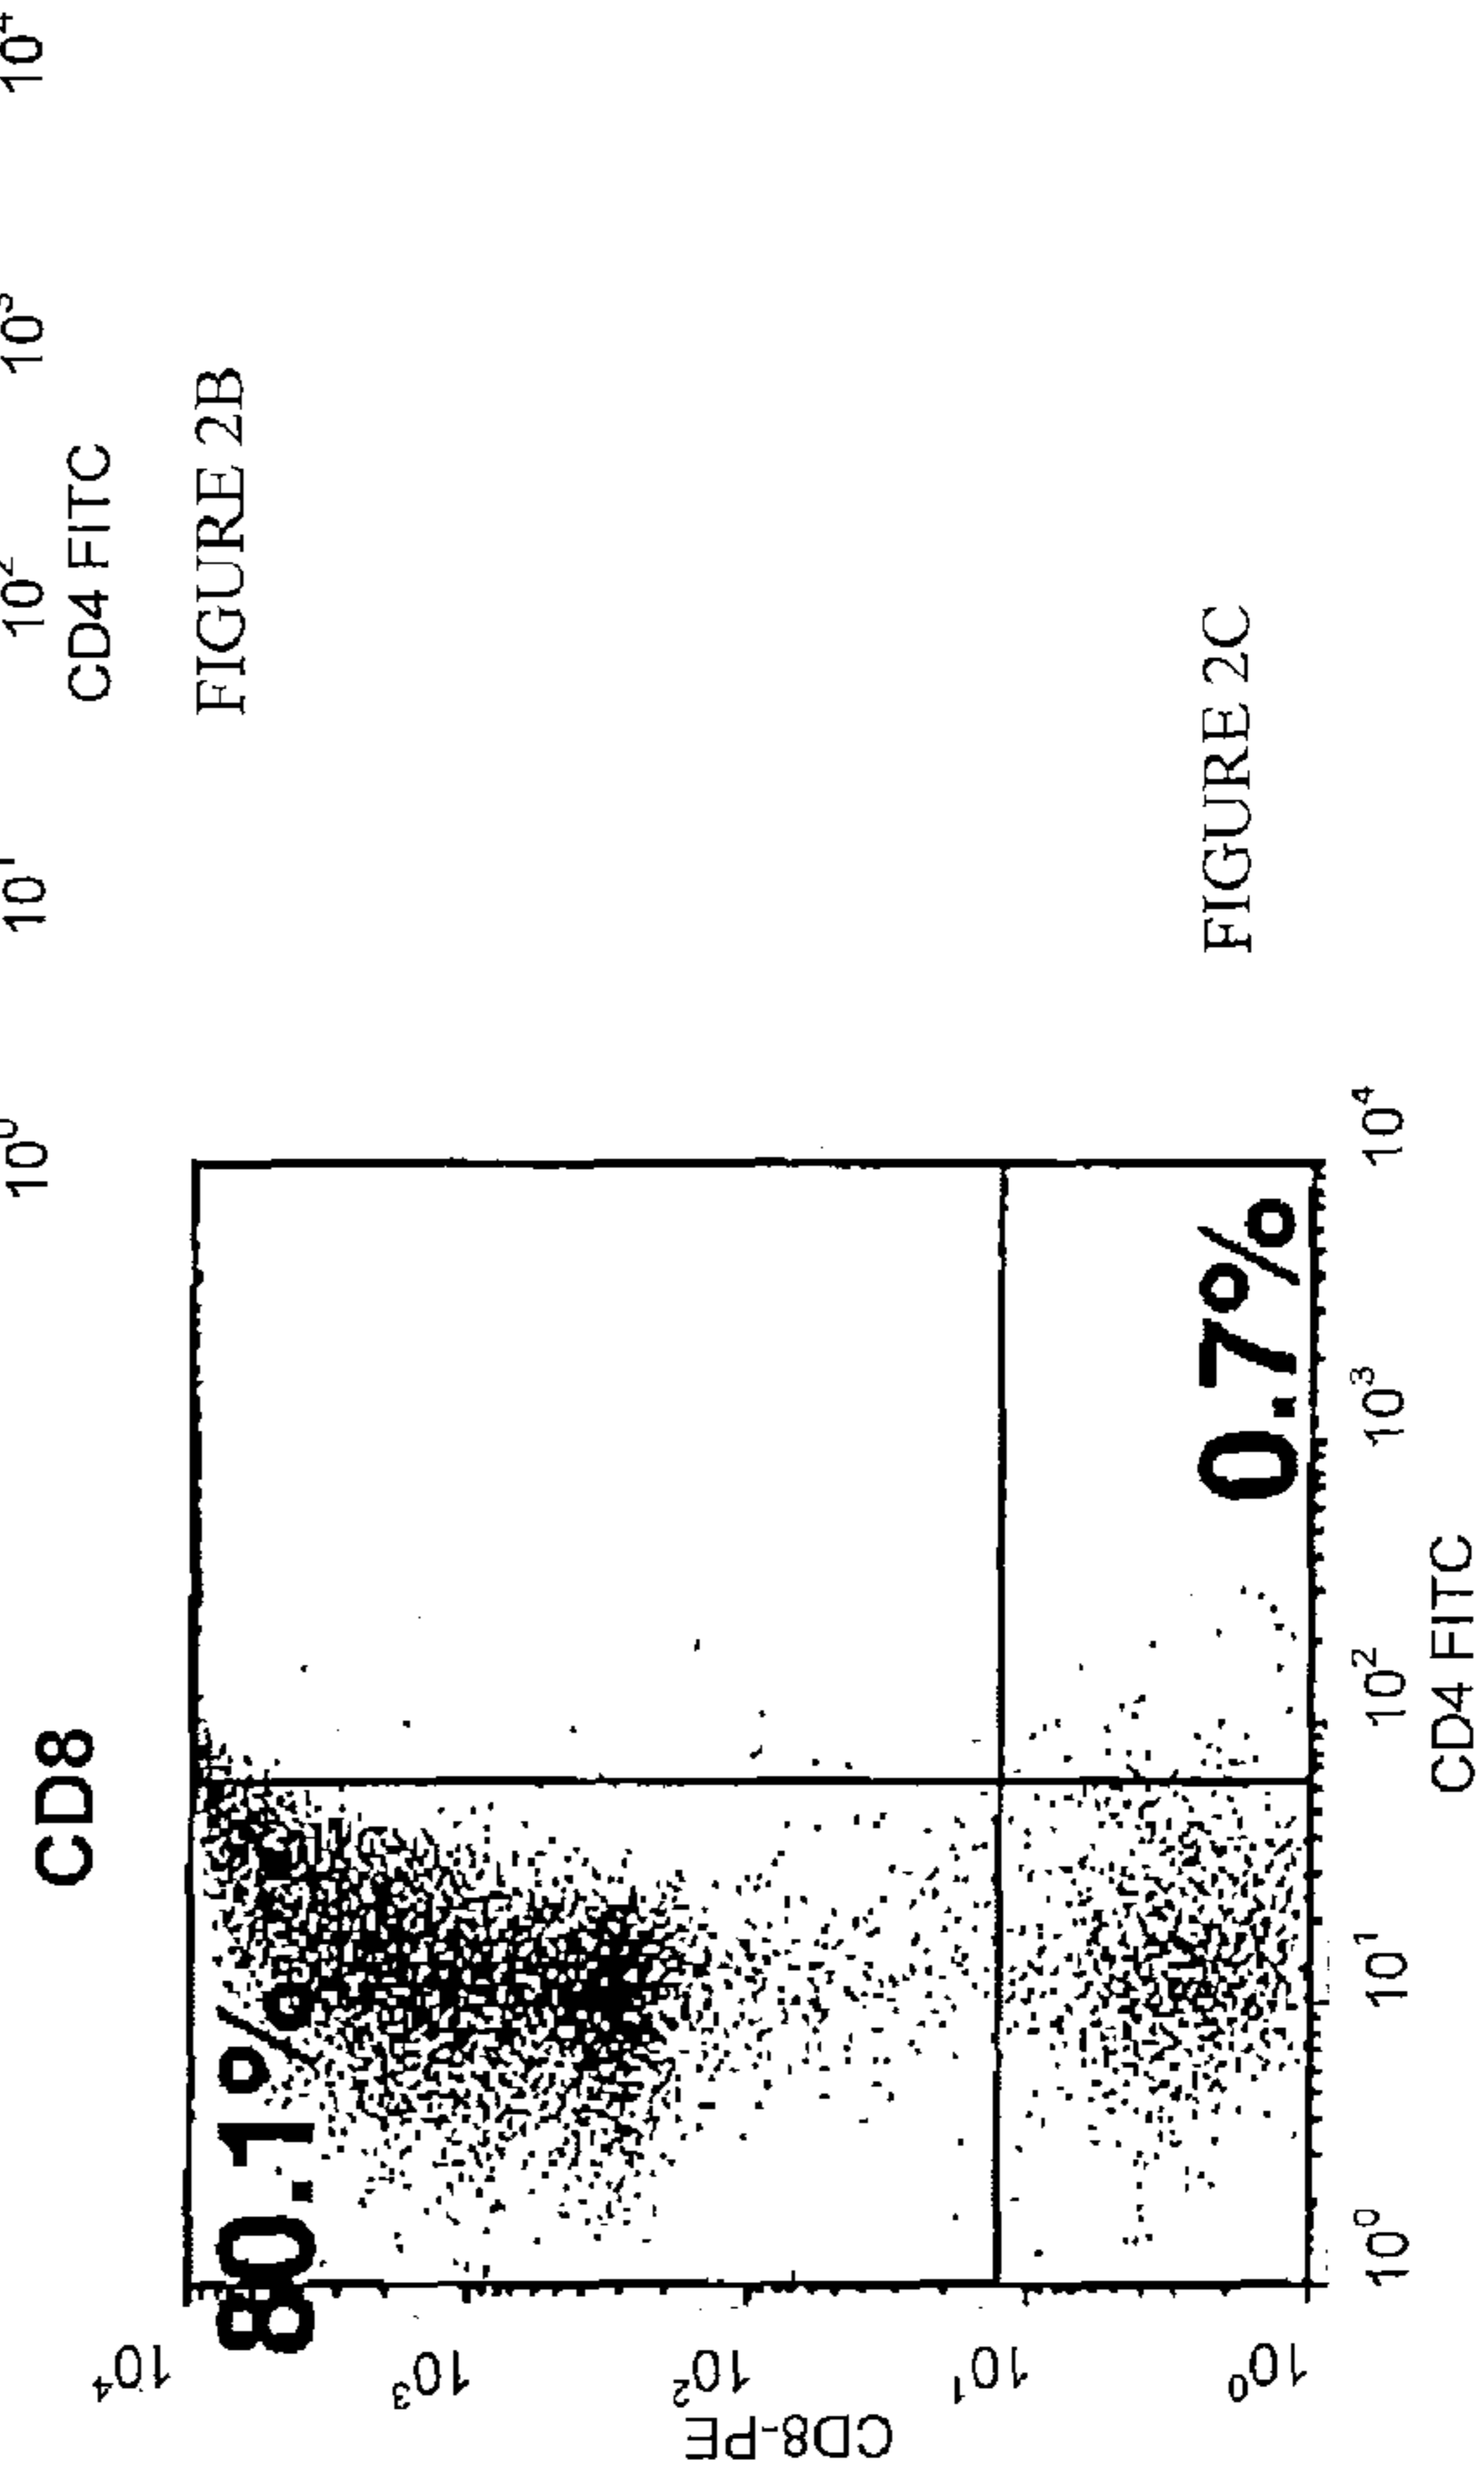 10⁰ 10¹ 10² 10³ 10⁴
CD4 FITC
FIGURE 2B
CD8
80.1%
0.7%
10⁴
10³
10²
10¹
10⁰
CD8-PE
10⁰ 10¹ 10² 10³ 10⁴
CD4 FITC
FIGURE 2C